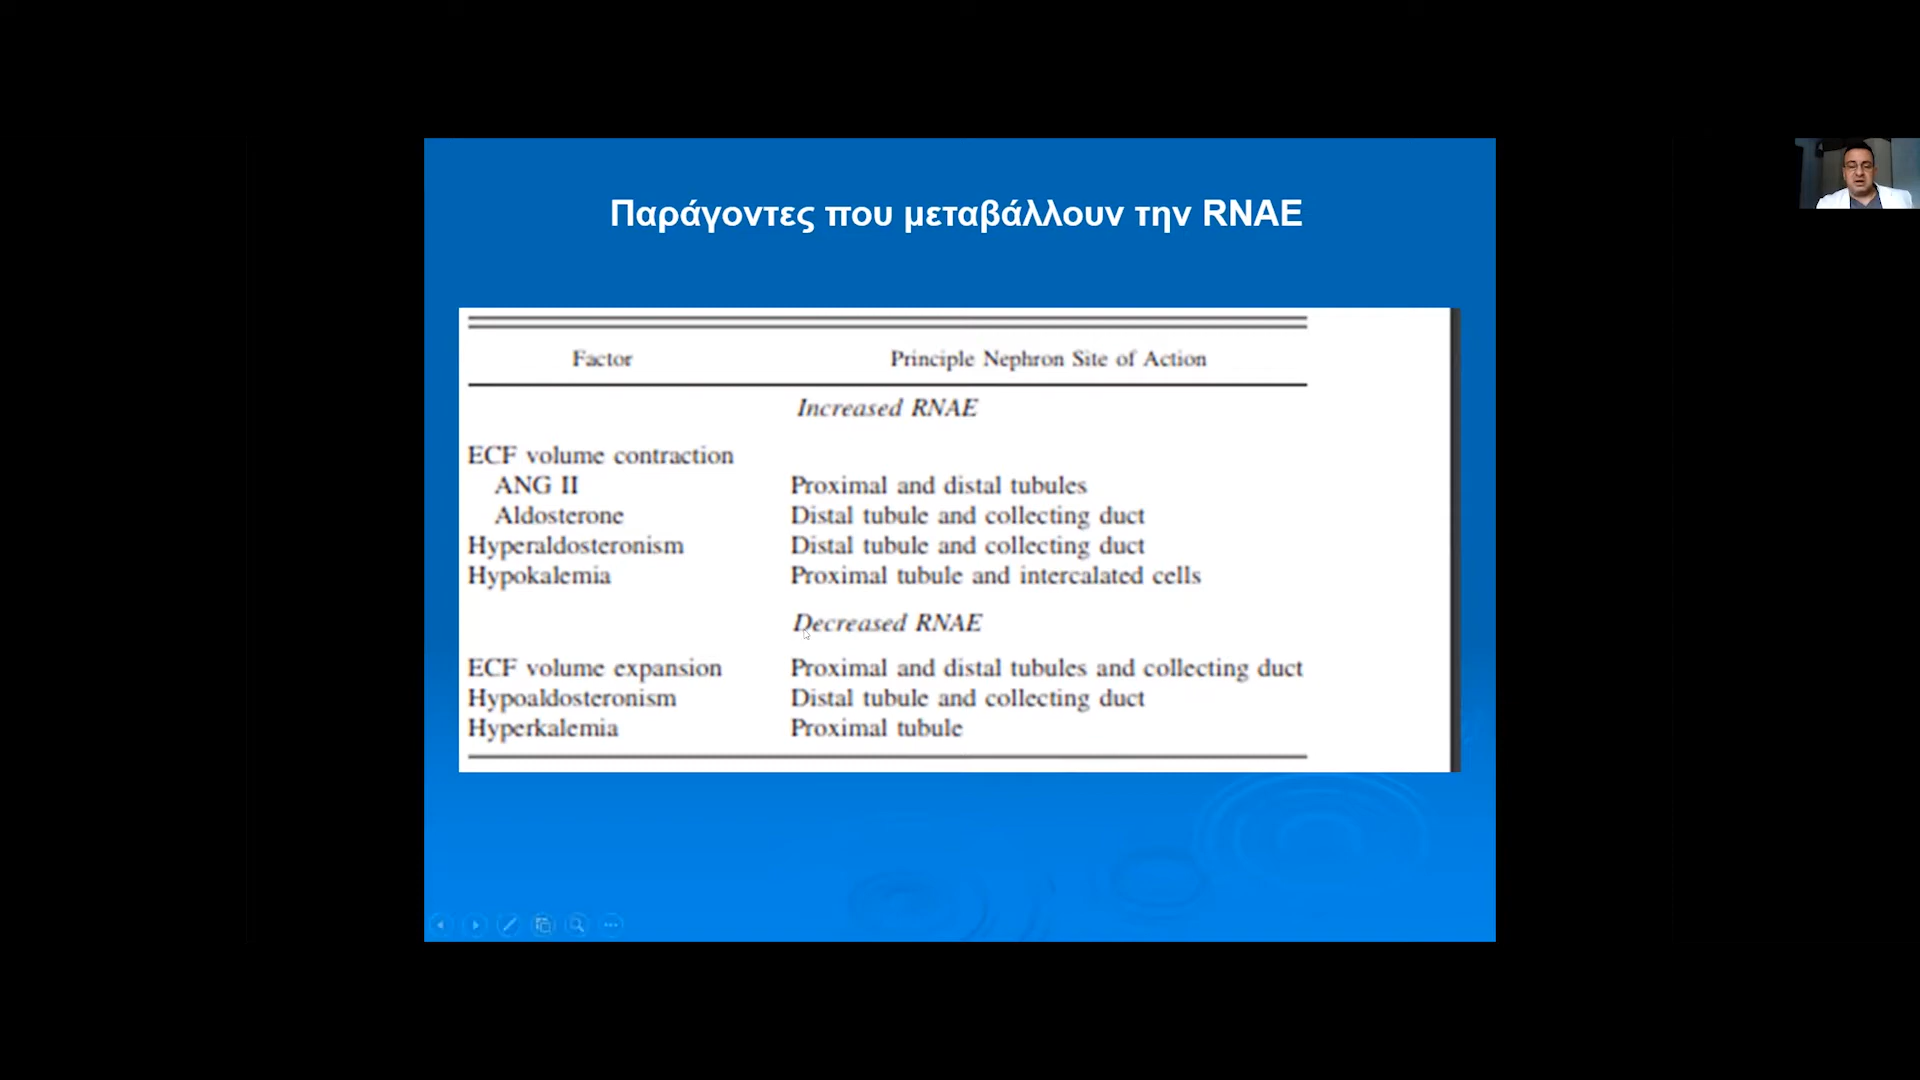 Παράγοντες που μεταβάλλουν την RNAE
Factor Principle Nephron Site of Action
Increased RNAE
ECF volume contraction
ANG II Proximal and distal tubules
Aldosterone Distal tubule and collecting duct
Hyperaldosteronism Distal tubule and collecting duct
Hypokalemia Proximal tubule and intercalated cells
Decreased RNAE
ECF volume expansion Proximal and distal tubules and collecting duct
Hypoaldosteronism Distal tubule and collecting duct
Hyperkalemia Proximal tubule